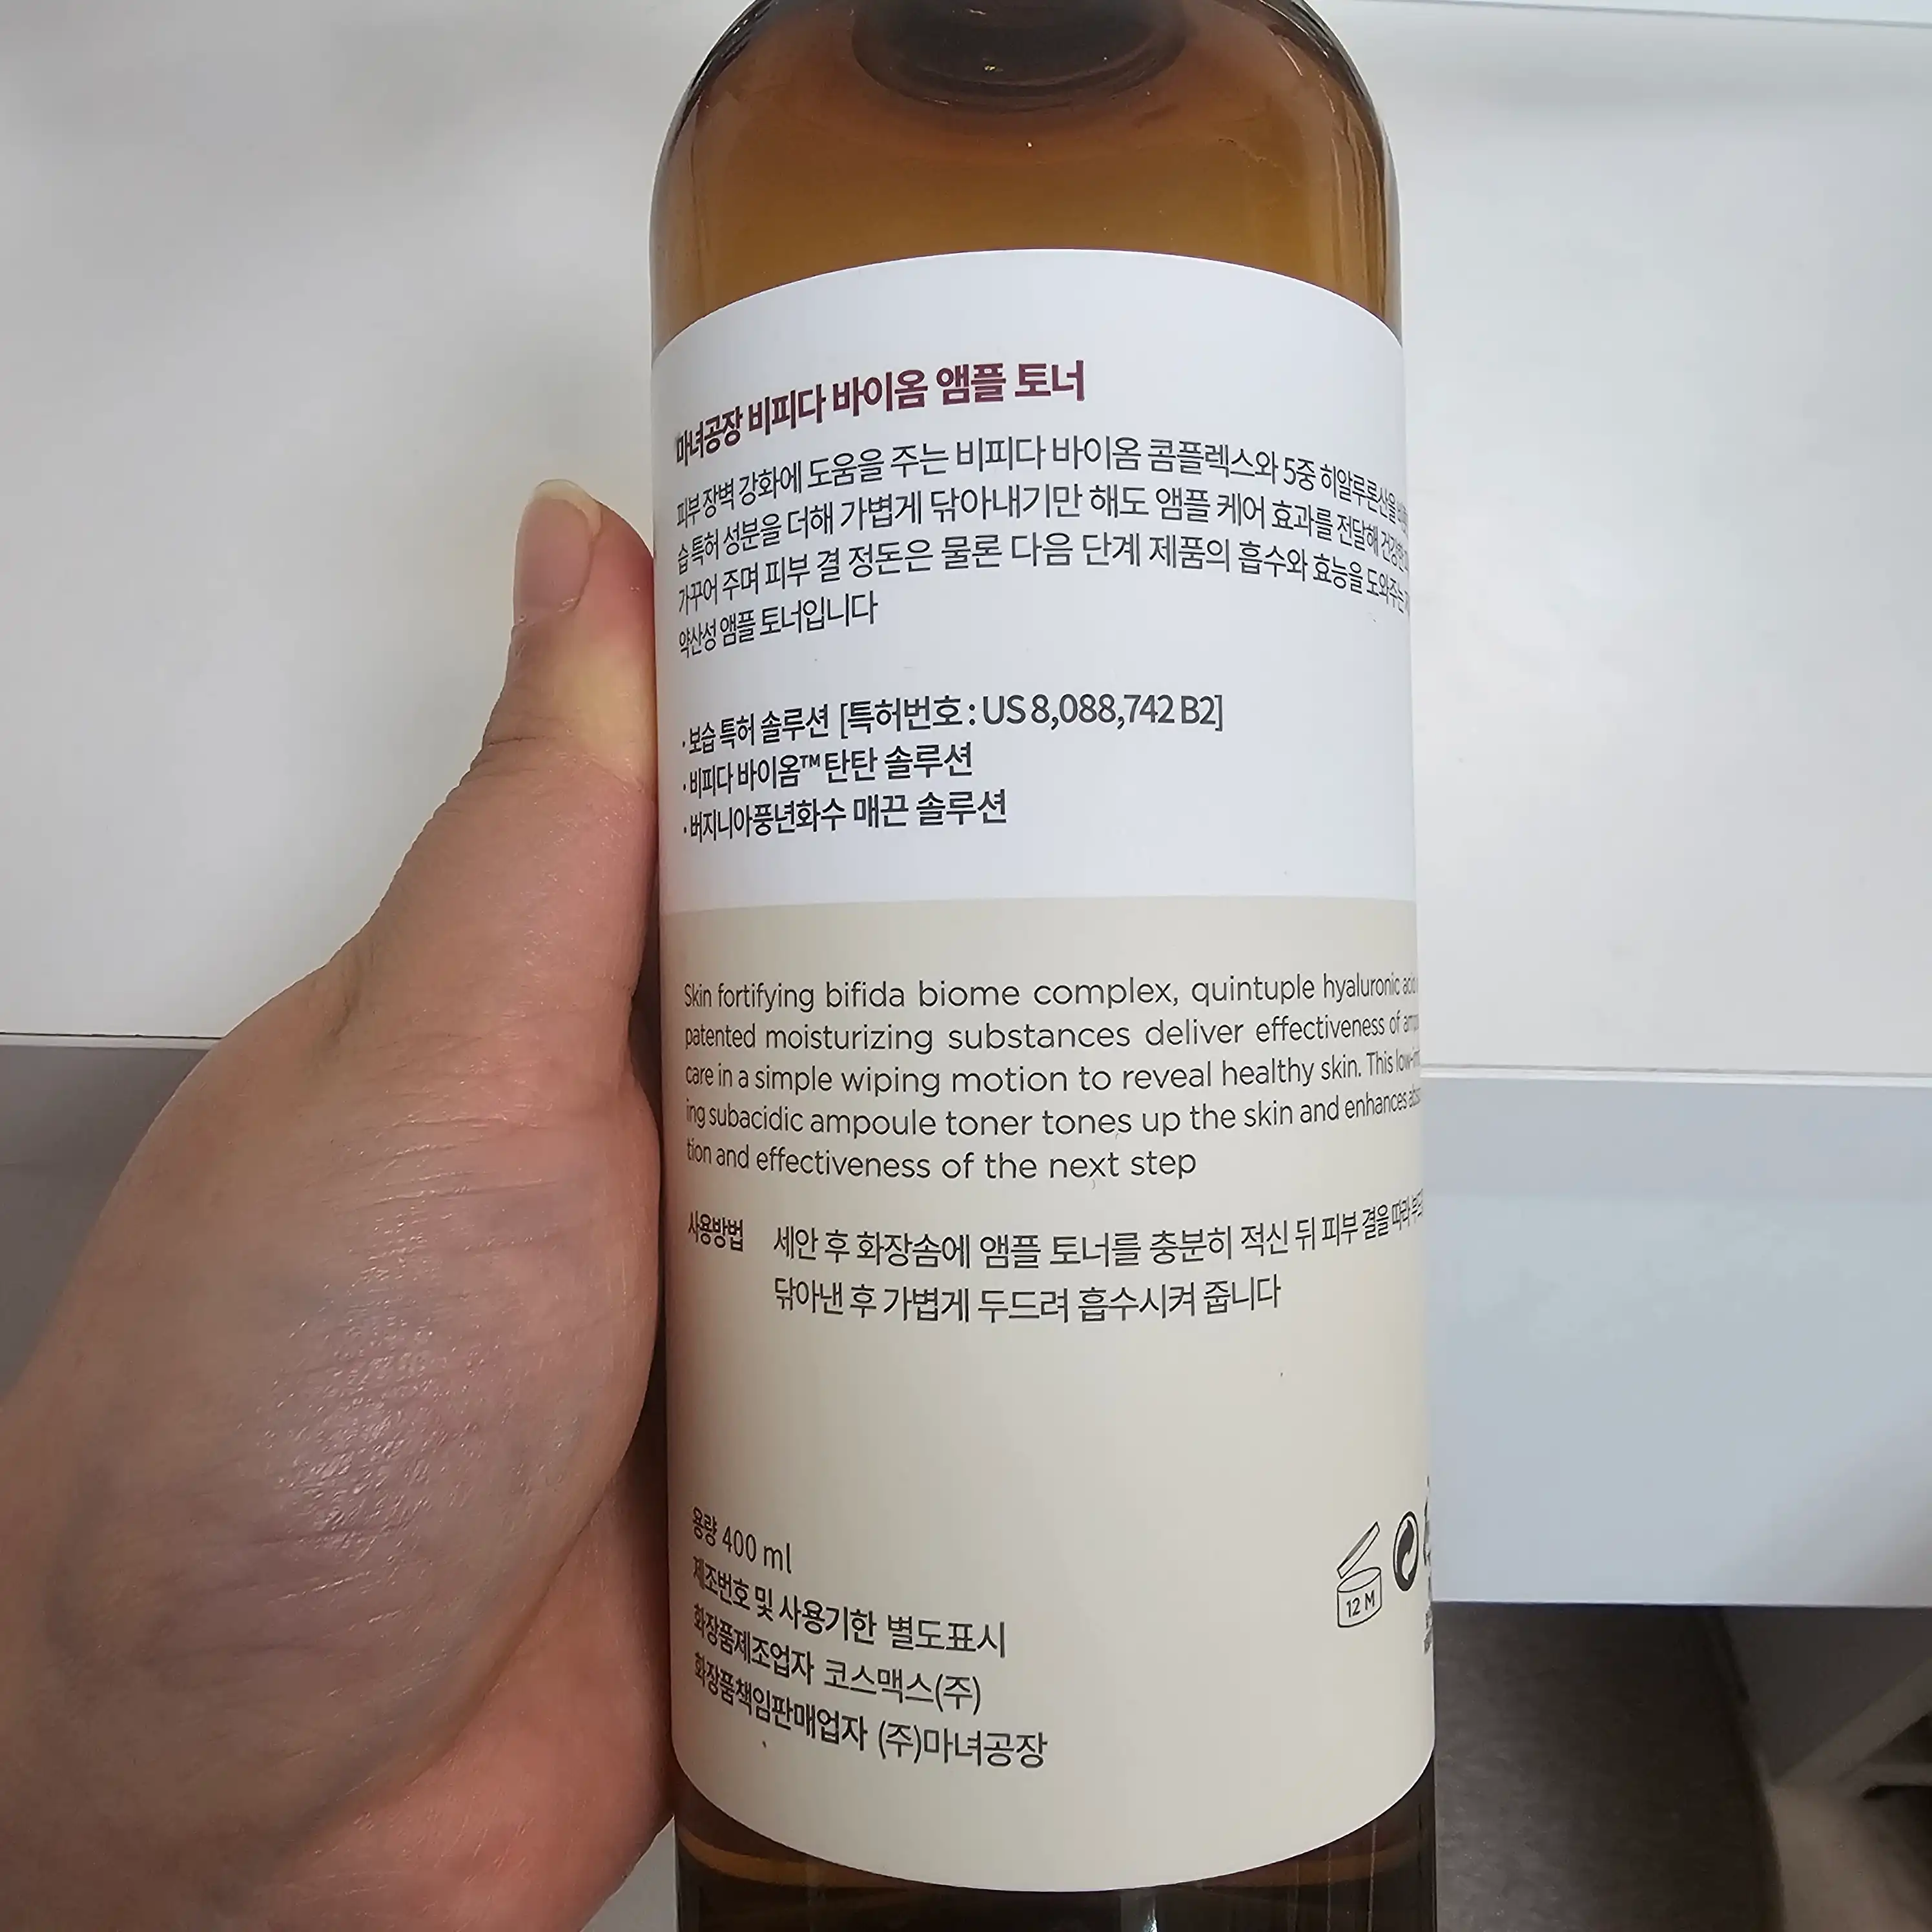 마녀공장 비피다 바이옴 앰플 토너
피부 장벽 강화에 도움을 주는 비피다 바이옴 콤플렉스와 5중 히알루론산을
습 특허 성분을 더해 가볍게 닦아내기만 해도 앰플 케어 효과를 전달해 건강한
가꾸어 주며 피부 결 정돈은 물론 다음 단계 제품의 흡수와 효능을 도와주는
약산성 앰플 토너입니다
· 보습 특허 솔루션 [특허번호 : US 8,088,742 B2]
· 비피다 바이옴™ 탄탄 솔루션
· 버지니아풍년화수 매끈 솔루션
Skin fortifying bifida biome complex, quintuple hyaluronic acid
patented moisturizing substances deliver effectiveness of
care in a simple wiping motion to reveal healthy skin. This
ing subacidic ampoule toner tones up the skin and enhances
tion and effectiveness of the next step
사용방법 세안 후 화장솜에 앰플 토너를 충분히 적신 뒤 피부 결을 따라
닦아낸 후 가볍게 두드려 흡수시켜 줍니다
용량 400 ml
제조번호 및 사용기한 별도표시
화장품제조업자 코스맥스(주)
화장품책임판매업자 (주)마녀공장
12 M